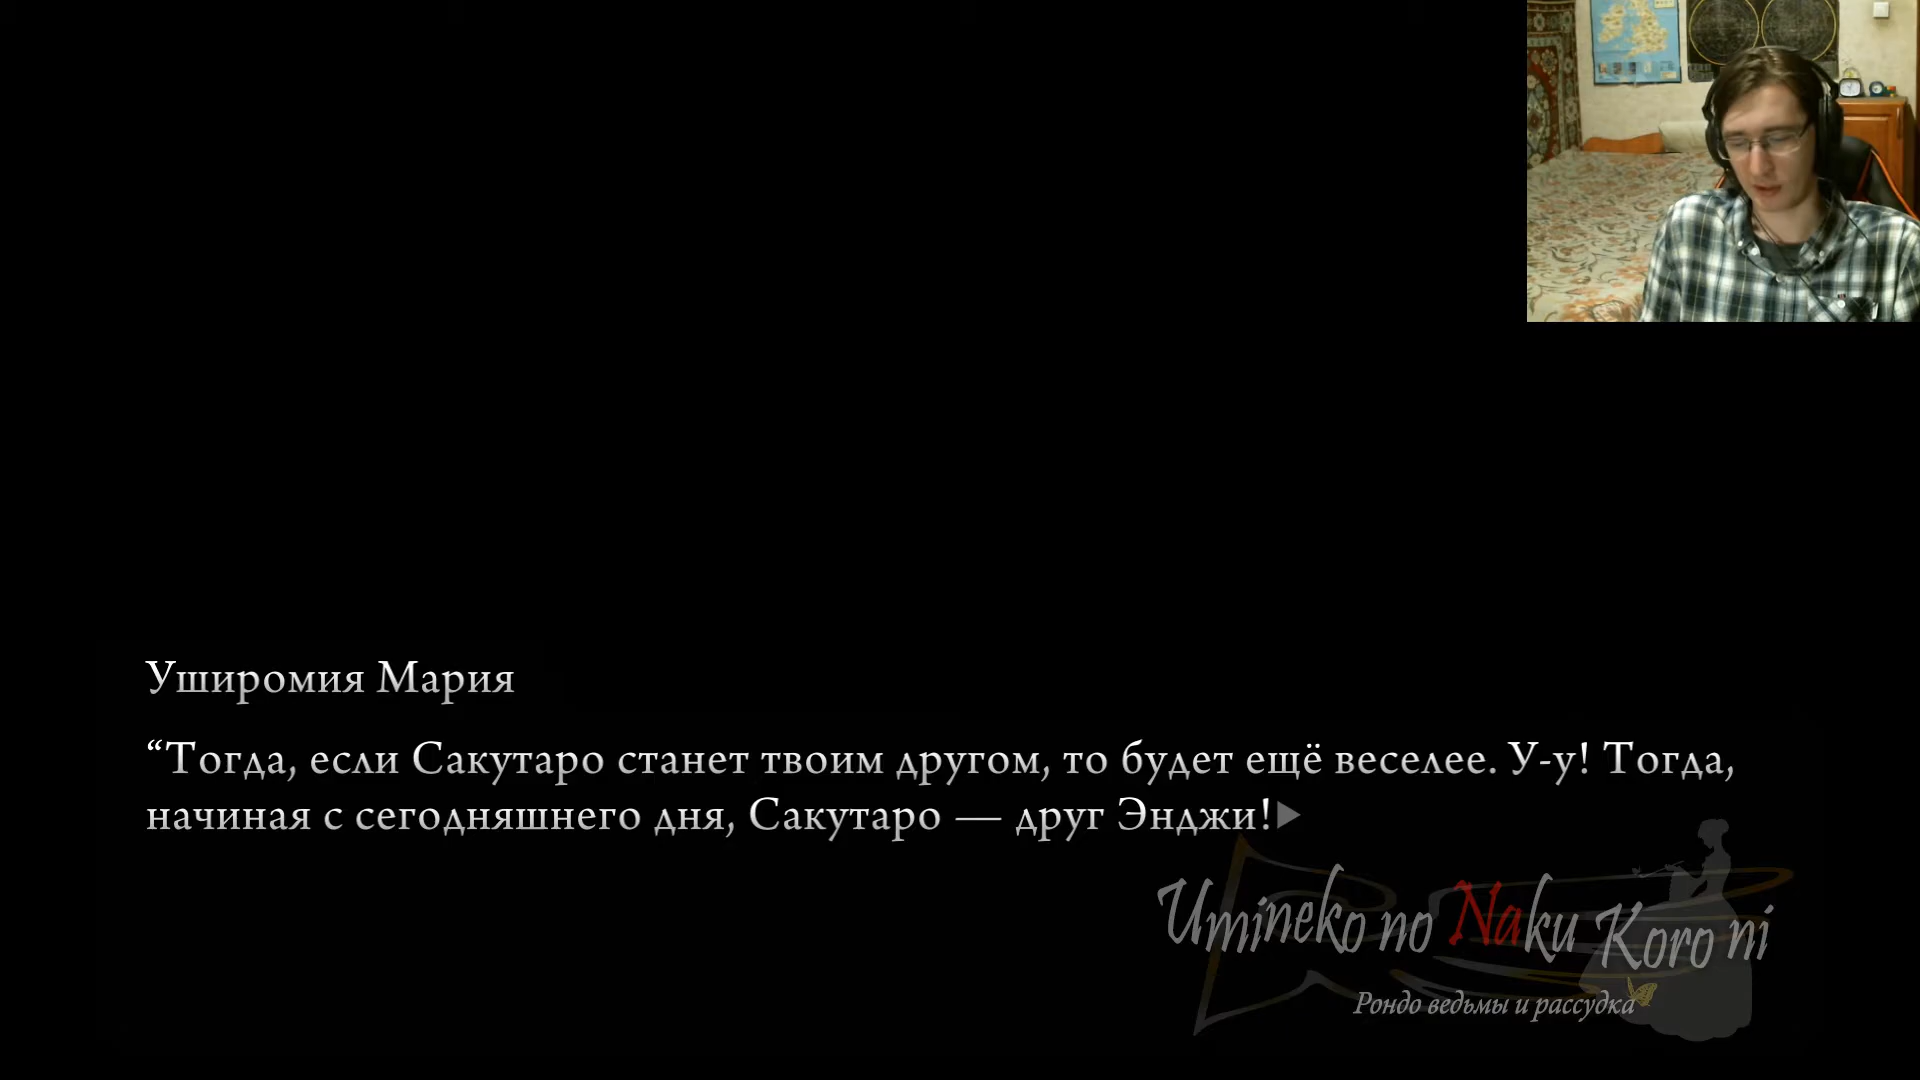 Уширомия Мария
“Тогда, если Сакутаро станет твоим другом, то будет ещё веселее. У-у! Тогда,
начиная с сегодняшнего дня, Сакутаро — друг Энджи!
Umineko no Naku Koro ni
Рондо ведьмы и рассудка